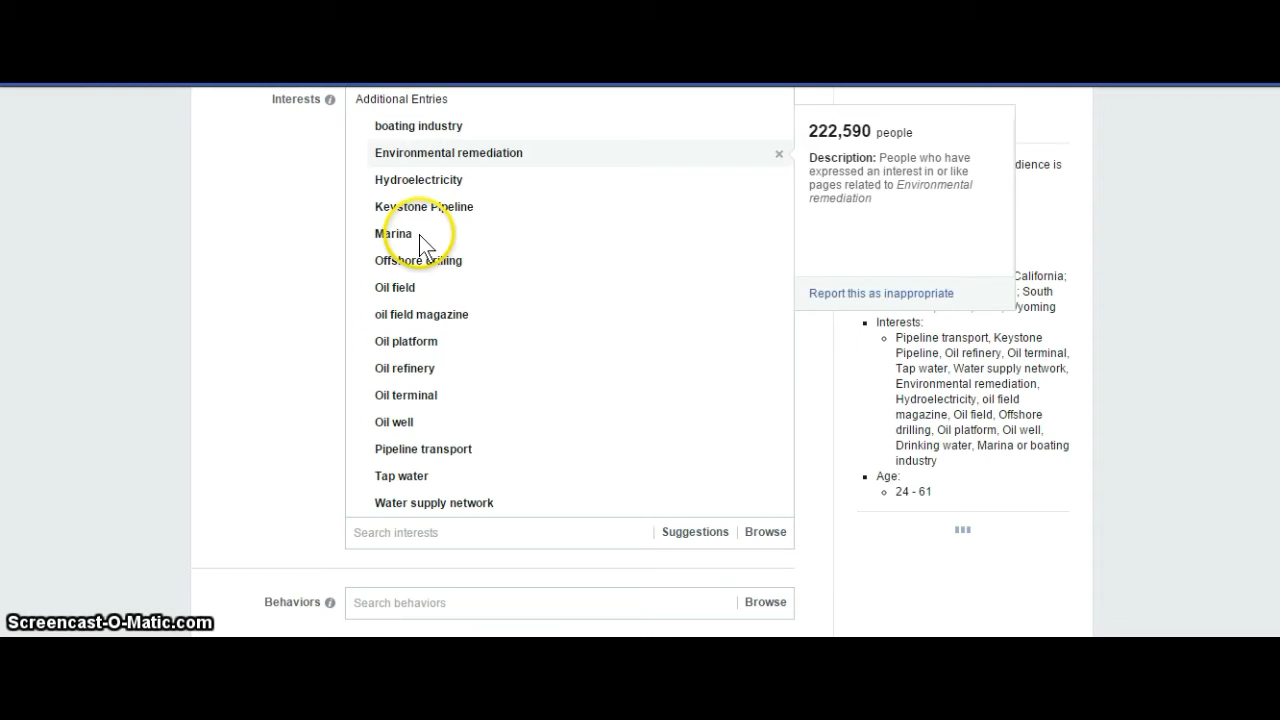 Interests
Additional Entries
boating industry
Environmental remediation
Hydroelectricity
Keystone Pipeline
Marina
Offshore drilling
Oil field
oil field magazine
Oil platform
Oil refinery
Oil terminal
Oil well
Pipeline transport
Tap water
Water supply network
Search interests
Suggestions
Browse
Behaviors
Search behaviors
Browse
222,590 people
Description: People who have
expressed an interest in or like
pages related to Environmental
remediation
Report this as inappropriate
dience is
California;
; South
Wyoming
Interests:
Pipeline transport, Keystone
Pipeline, Oil refinery, Oil terminal,
Tap water, Water supply network,
Environmental remediation,
Hydroelectricity, oil field
magazine, Oil field, Offshore
drilling, Oil platform, Oil well,
Drinking water, Marina or boating
industry
Age:
24 - 61
Screencast-O-Matic.com